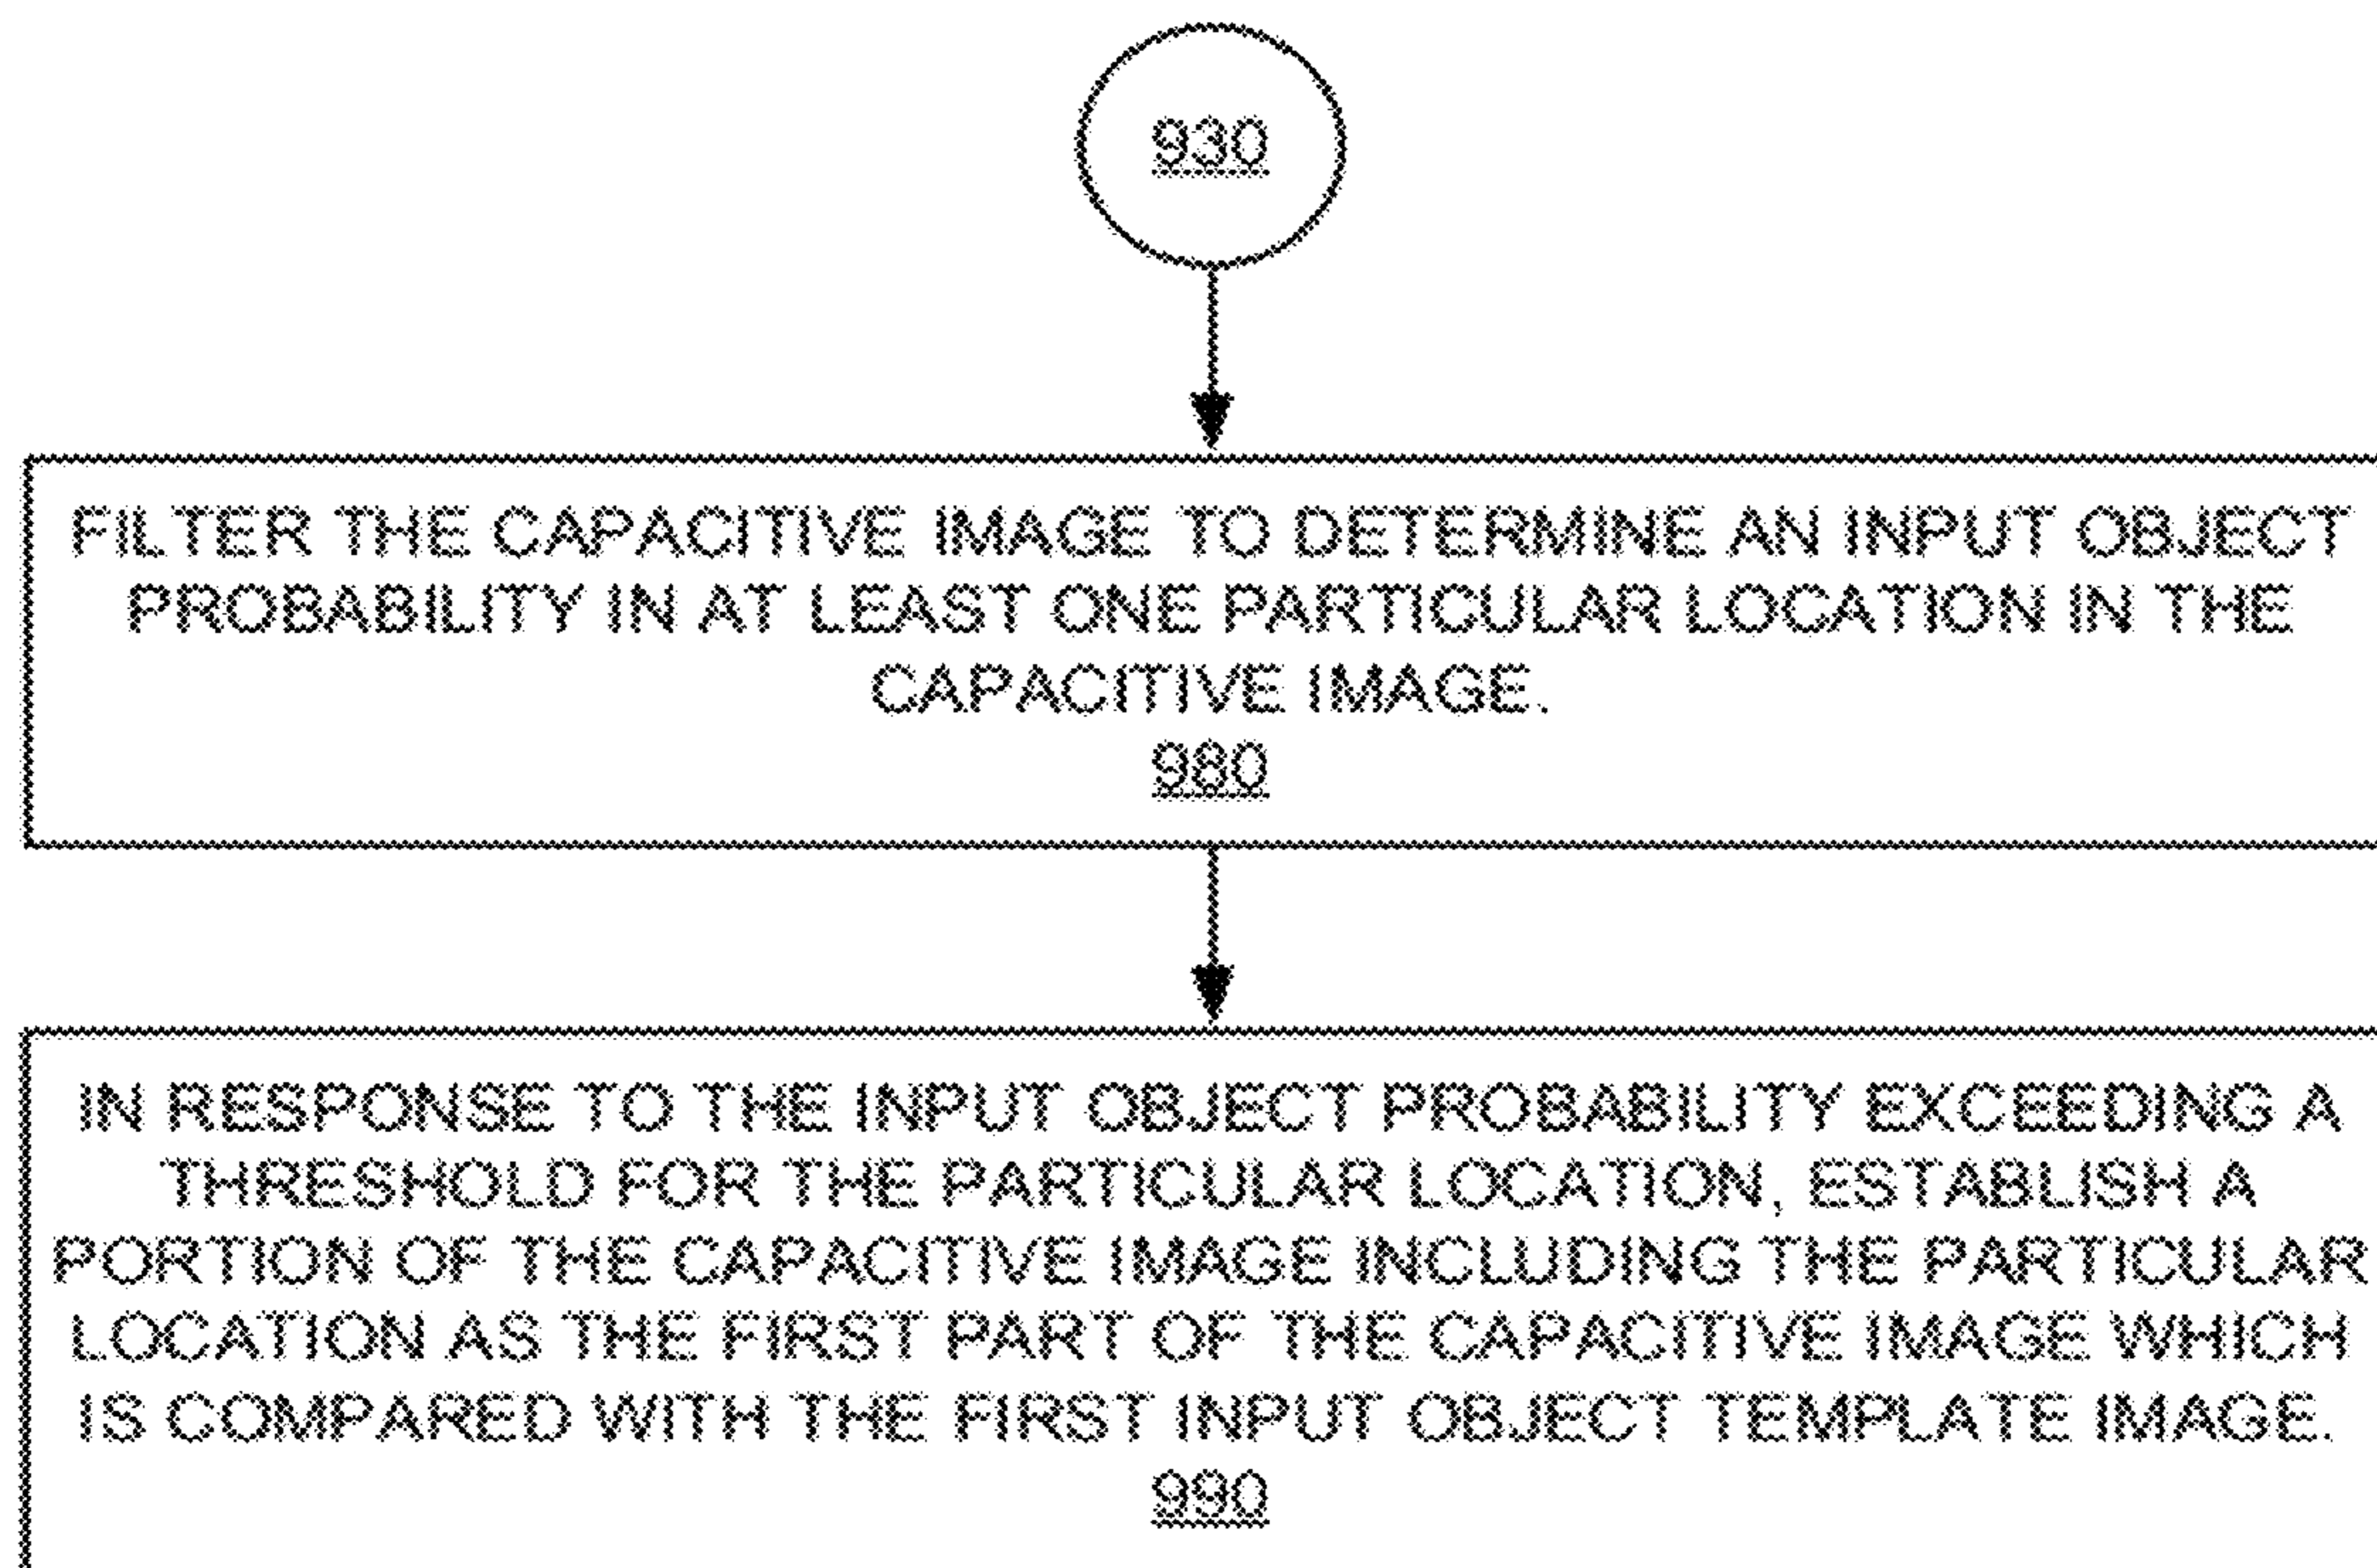 930
FILTER THE CAPACITIVE IMAGE TO DETERMINE AN INPUT OBJECT
PROBABILITY IN AT LEAST ONE PARTICULAR LOCATION IN THE
CAPACITIVE IMAGE.
980
IN RESPONSE TO THE INPUT OBJECT PROBABILITY EXCEEDING A
THRESHOLD FOR THE PARTICULAR LOCATION, ESTABLISH A
PORTION OF THE CAPACITIVE IMAGE INCLUDING THE PARTICULAR
LOCATION AS THE FIRST PART OF THE CAPACITIVE IMAGE WHICH
IS COMPARED WITH THE FIRST INPUT OBJECT TEMPLATE IMAGE.
990